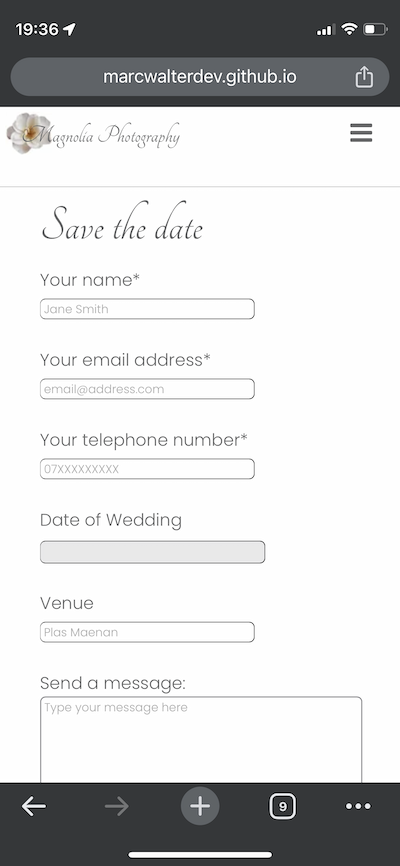 19:36
marcwalterdev.github.io
Magnolia Photography
Save the date
Your name*
Jane Smith
Your email address*
email@address.com
Your telephone number*
07XXXXXXXXX
Date of Wedding
Venue
Plas Maenan
Send a message:
Type your message here
9